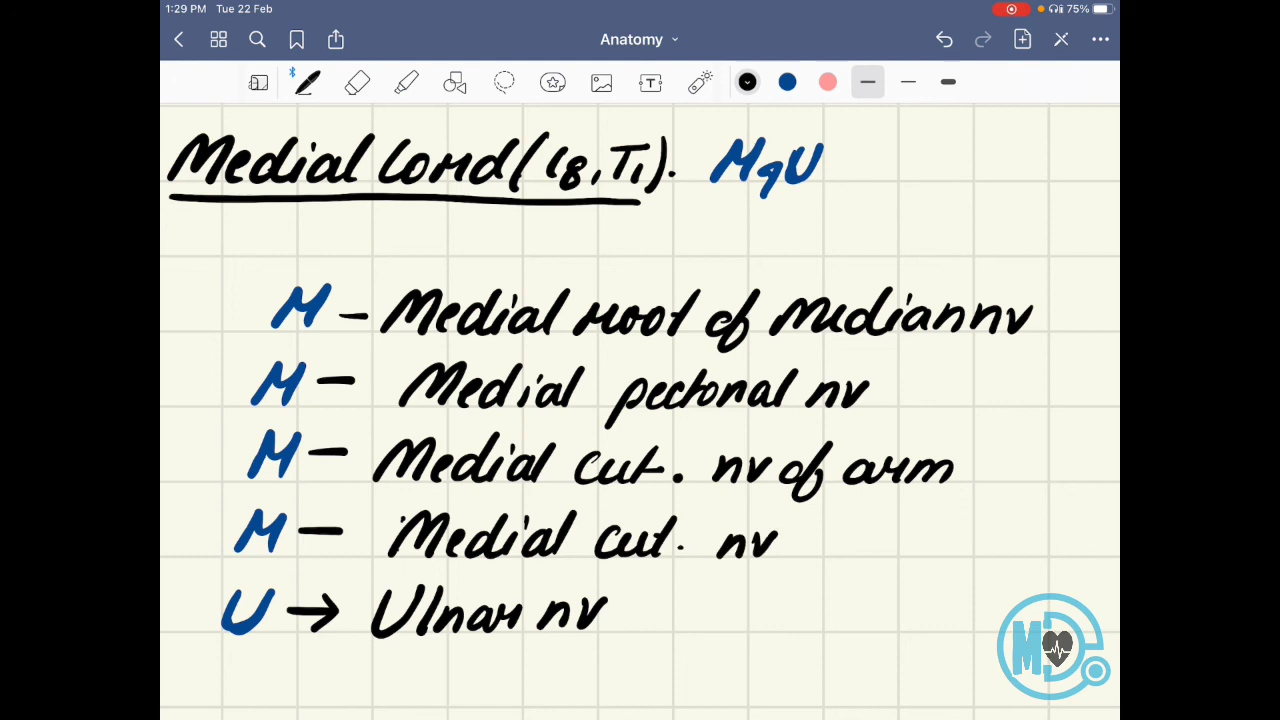 1:29 PM Tue 22 Feb 75%
Anatomy
Medial Cord (C8, T1). M4U
M – Medial root of median nv
M – Medial pectoral nv
M – Medial cut. nv of arm
M – Medial cut. nv
U → Ulnar nv